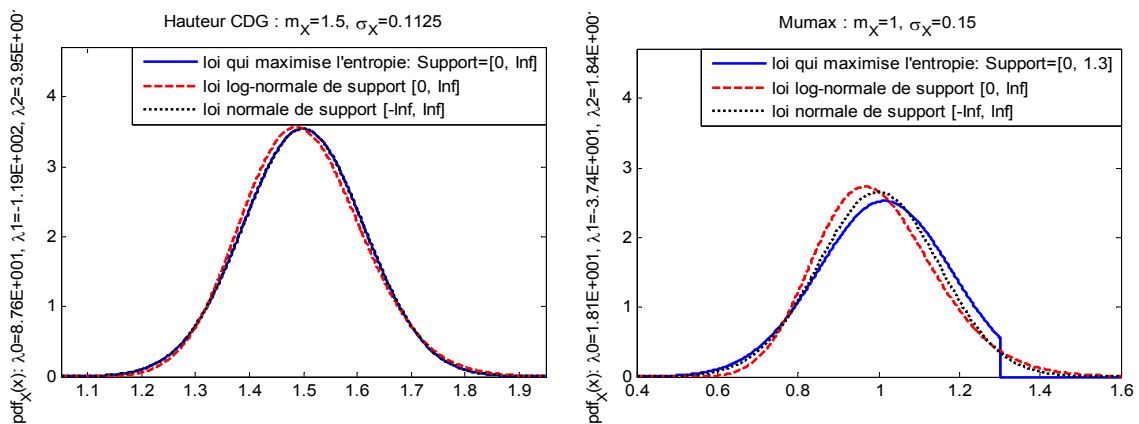 Hauteur CDG : mX=1.5, σX=0.1125
pdfX(x): λ0=8.76E+001, λ1=-1.19E+002, λ2=3.95E+00
loi qui maximise l'entropie: Support=[0, Inf]
loi log-normale de support [0, Inf]
loi normale de support [-Inf, Inf]
4
3
2
1
0
1.1 1.2 1.3 1.4 1.5 1.6 1.7 1.8 1.9
Mumax : mX=1, σX=0.15
pdfX(x): λ0=1.81E+001, λ1=-3.74E+001, λ2=1.84E+00
loi qui maximise l'entropie: Support=[0, 1.3]
loi log-normale de support [0, Inf]
loi normale de support [-Inf, Inf]
4
3
2
1
0
0.4 0.6 0.8 1 1.2 1.4 1.6